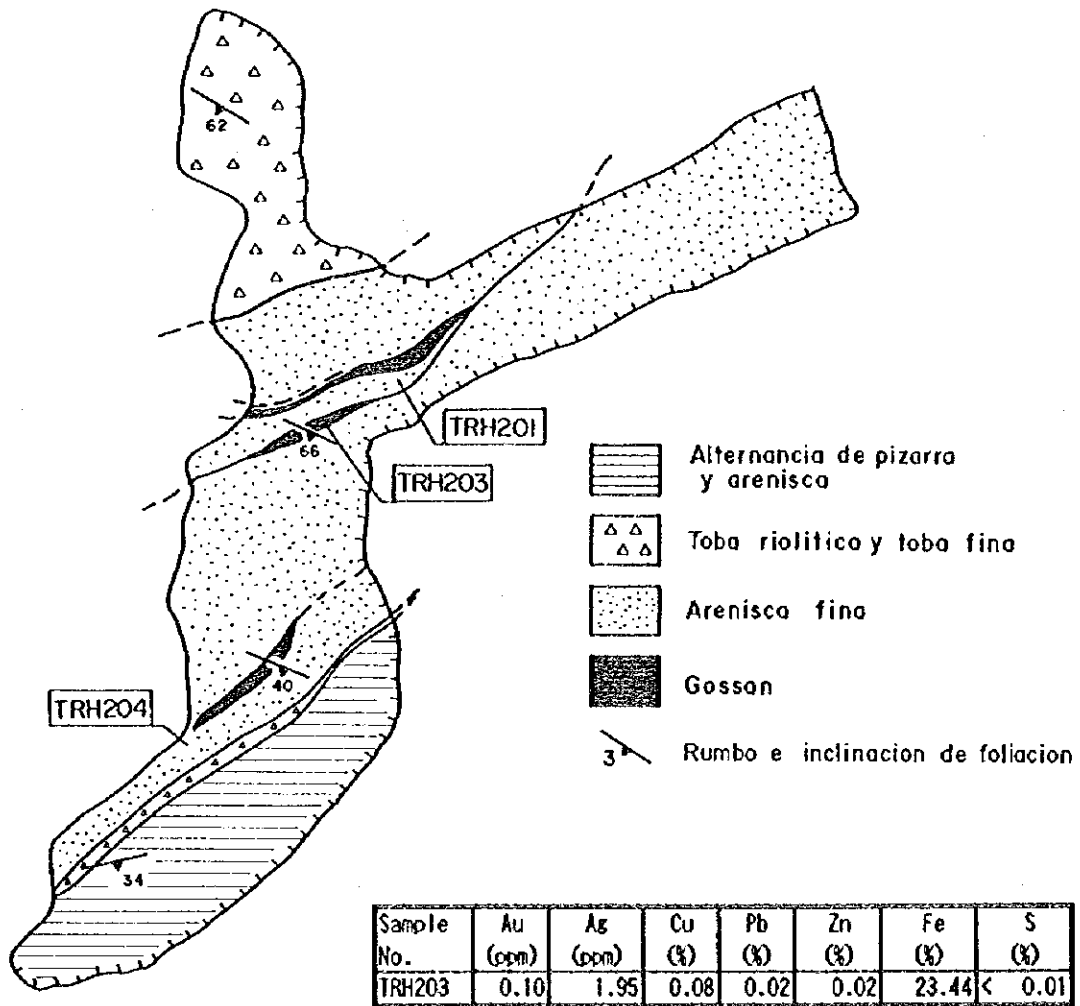 62
TRH201
66
TRH203
40
TRH204
34
Alternancia de pizarra
y arenisca
Toba riolitica y toba fina
Arenisca fina
Gossan
3 Rumbo e inclinacion de foliacion
Sample No. Au (ppm) Ag (ppm) Cu (%) Pb (%) Zn (%) Fe (%) S (%)
TRH203 0.10 1.95 0.08 0.02 0.02 23.44 < 0.01